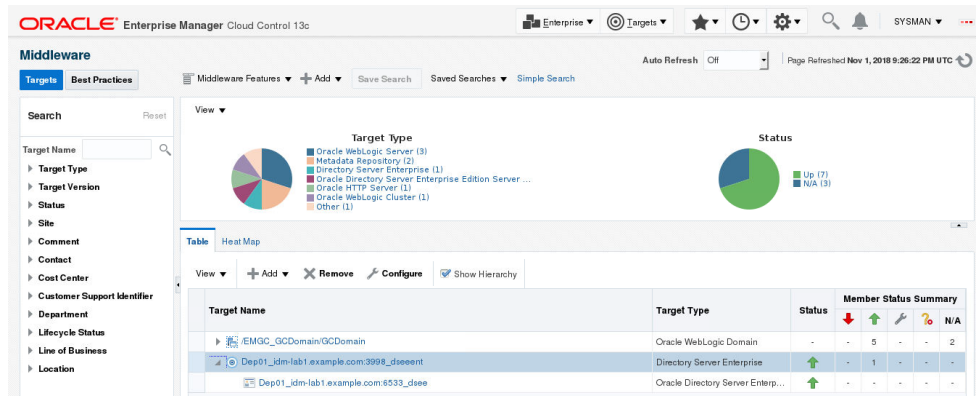 ORACLE® Enterprise Manager Cloud Control 13c
Enterprise Targets SYSMAN
Middleware
Auto Refresh Off Page Refreshed Nov 1, 2018 9:26:22 PM UTC
Targets Best Practices
Middleware Features Add Save Search Saved Searches Simple Search
Search Reset
Target Name
Target Type
Target Version
Status
Site
Comment
Contact
Cost Center
Customer Support Identifier
Department
Lifecycle Status
Line of Business
Location
View
Target Type
Oracle WebLogic Server (3)
Metadata Repository (2)
Directory Server Enterprise (1)
Oracle Directory Server Enterprise Edition Server ...
Oracle HTTP Server (1)
Oracle WebLogic Cluster (1)
Other (1)
Status
Up (7)
N/A (3)
Table Heat Map
View Add Remove Configure Show Hierarchy
Target Name Target Type Status Member Status Summary
N/A
/EMGC_GCDomain/GCDomain Oracle WebLogic Domain - - 5 - - 2
Dep01_idm-lab1.example.com:3998_dseeent Directory Server Enterprise - 1 - - -
Dep01_idm-lab1.example.com:6533_dsee Oracle Directory Server Enterp... - - - - -